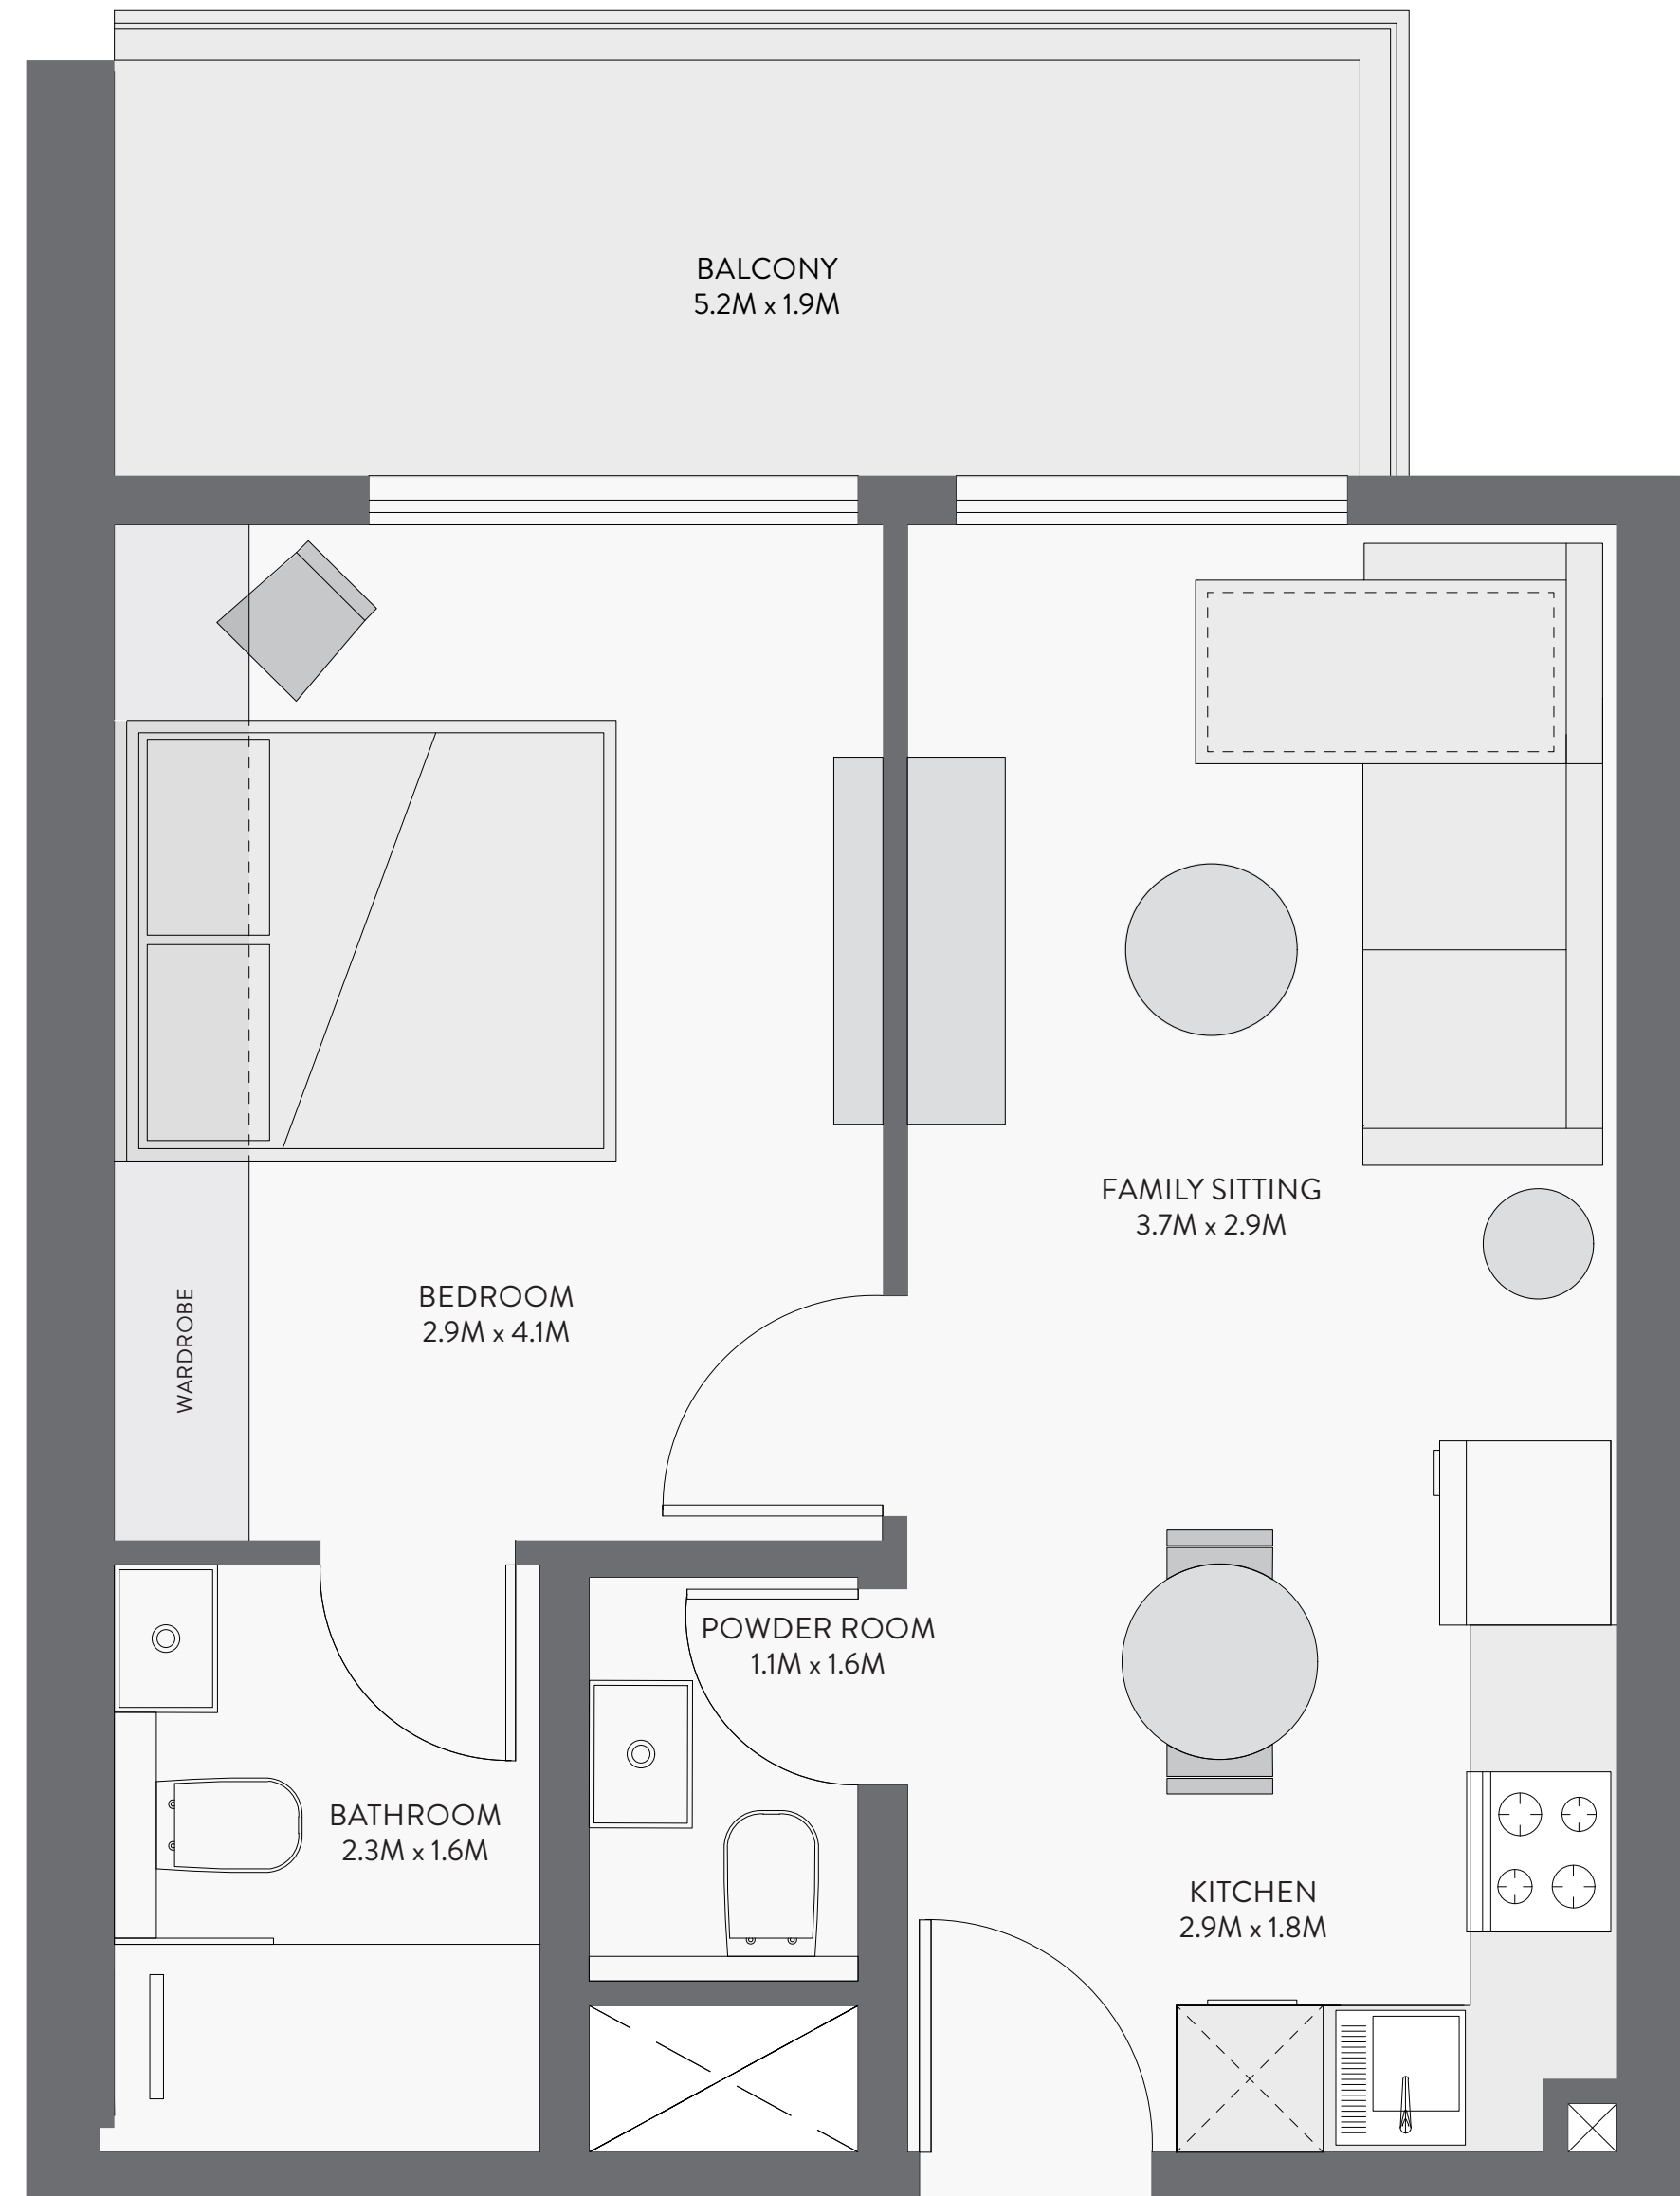 BALCONY
5.2M x 1.9M
FAMILY SITTING
3.7M x 2.9M
BEDROOM
2.9M x 4.1M
WARDROBE
POWDER ROOM
1.1M x 1.6M
BATHROOM
2.3M x 1.6M
KITCHEN
2.9M x 1.8M